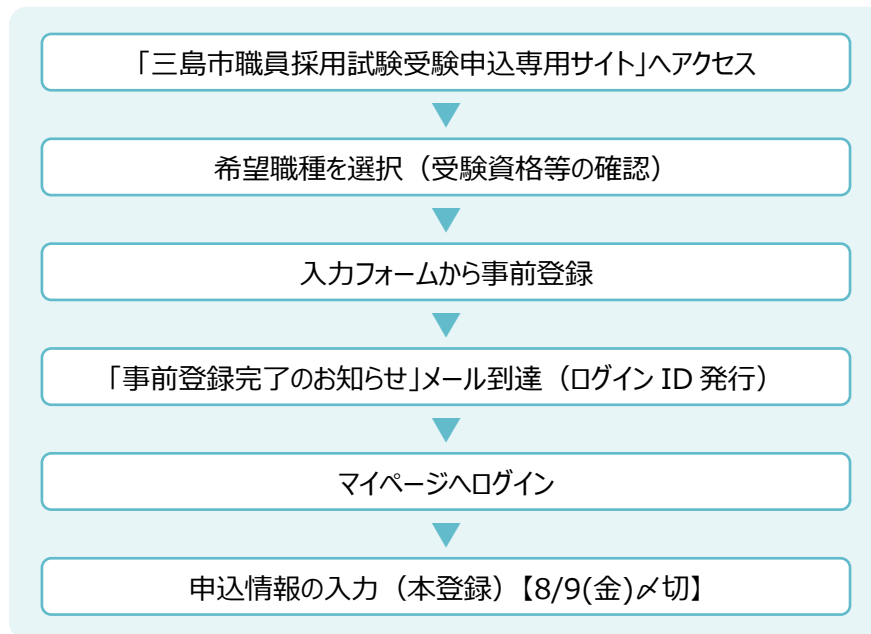 「三島市職員採用試験受験申込専用サイト」へアクセス
希望職種を選択（受験資格等の確認）
入力フォームから事前登録
「事前登録完了のお知らせ」メール到達（ログイン ID 発行）
マイページへログイン
申込情報の入力（本登録）【8/9(金)〆切】